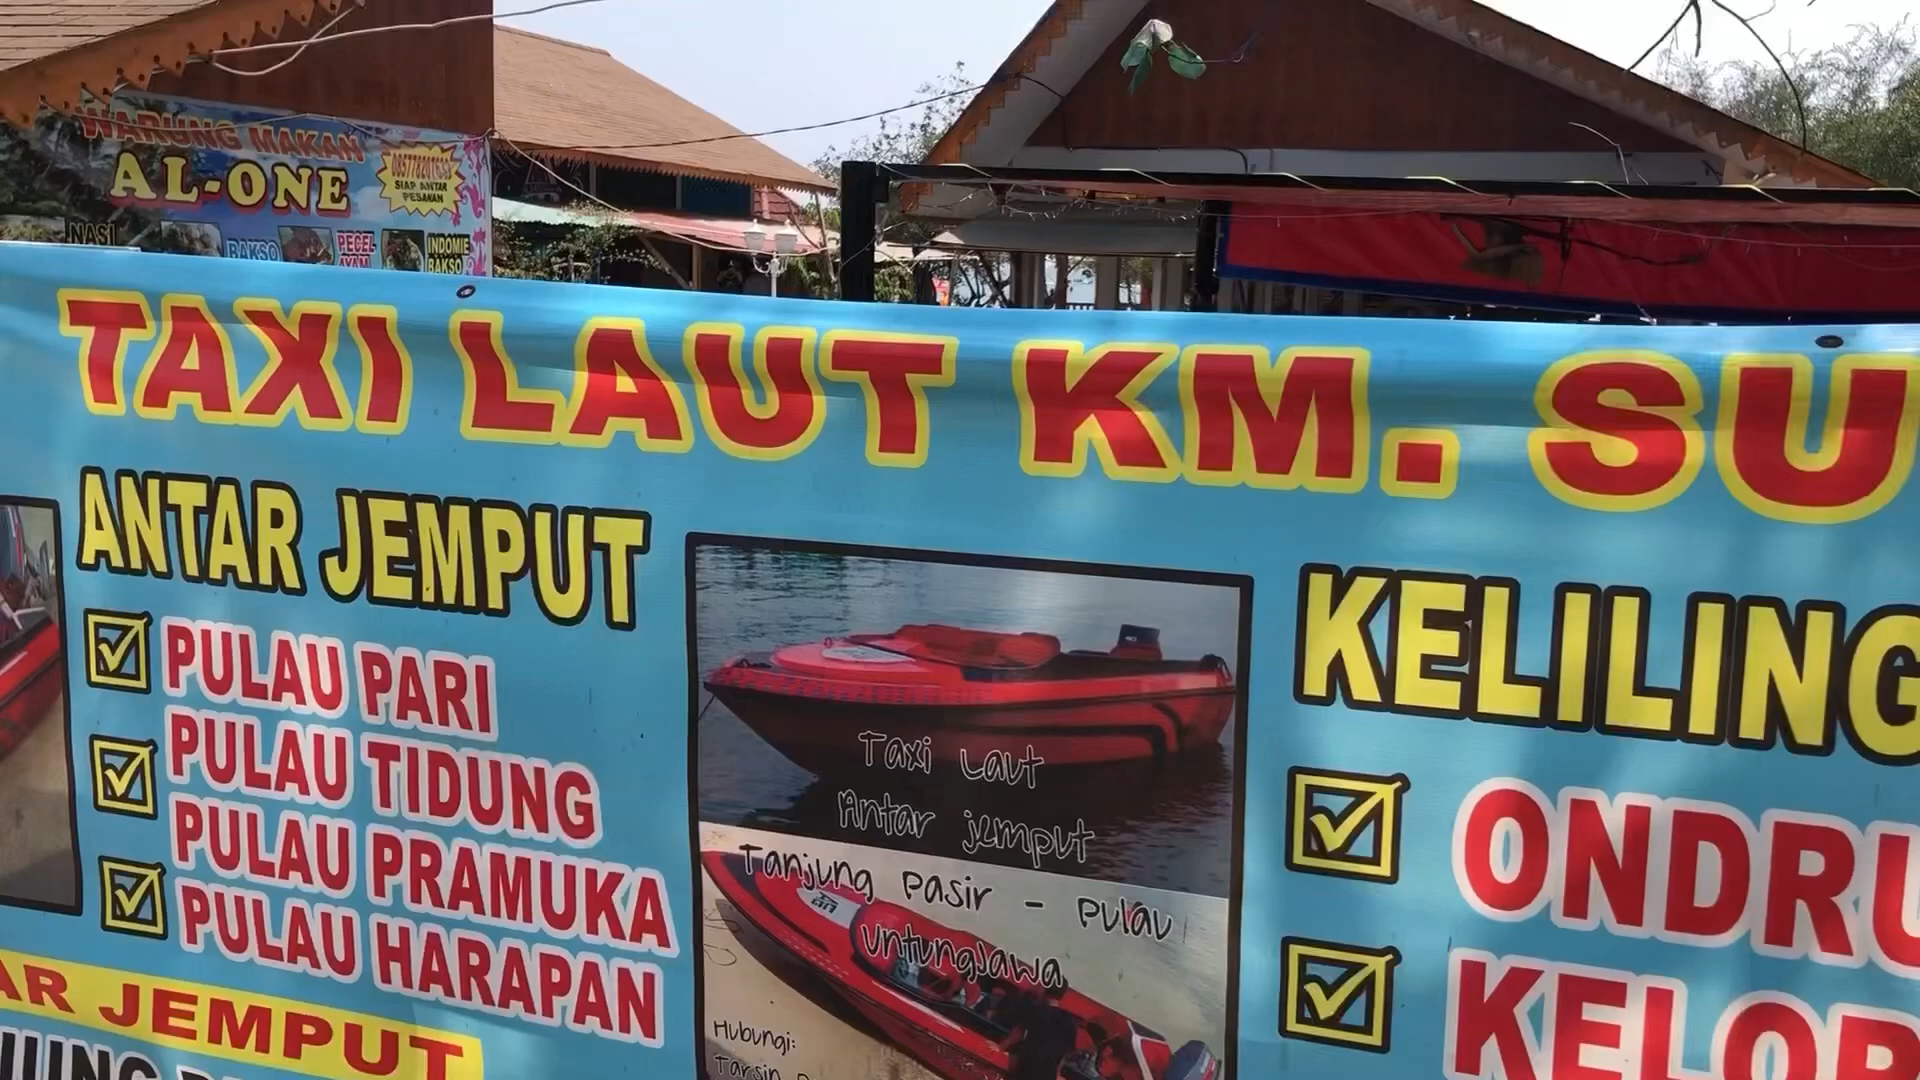 WARUNG MAKAN
AL-ONE
SIAP ANTAR
PESANAN
NASI
BAKSO
PECEL
AYAM
INDOMIE
BAKSO
TAXI LAUT KM. SU
ANTAR JEMPUT
PULAU PARI
PULAU TIDUNG
PULAU PRAMUKA
PULAU HARAPAN
AR JEMPUT
Taxi Laut
Antar jemput
Tanjung Pasir - Pulau
UntungJawa
Hubungi:
Tarsin
KELILING
ONDRU
KELOR